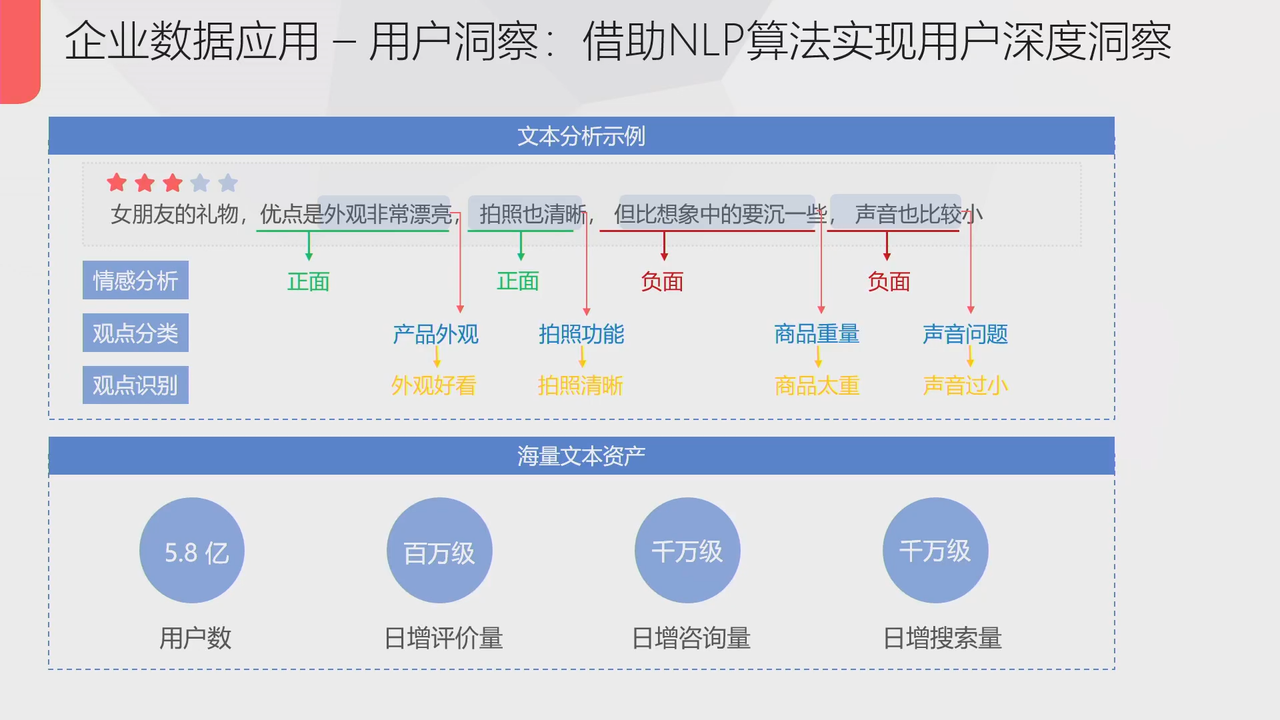 企业数据应用 – 用户洞察：借助NLP算法实现用户深度洞察
文本分析示例
女朋友的礼物，优点是外观非常漂亮，拍照也清晰，但比想象中的要沉一些，声音也比较小
情感分析 正面 正面 负面 负面
观点分类 产品外观 拍照功能 商品重量 声音问题
观点识别 外观好看 拍照清晰 商品太重 声音过小
海量文本资产
5.8 亿 百万级 千万级 千万级
用户数 日增评价量 日增咨询量 日增搜索量